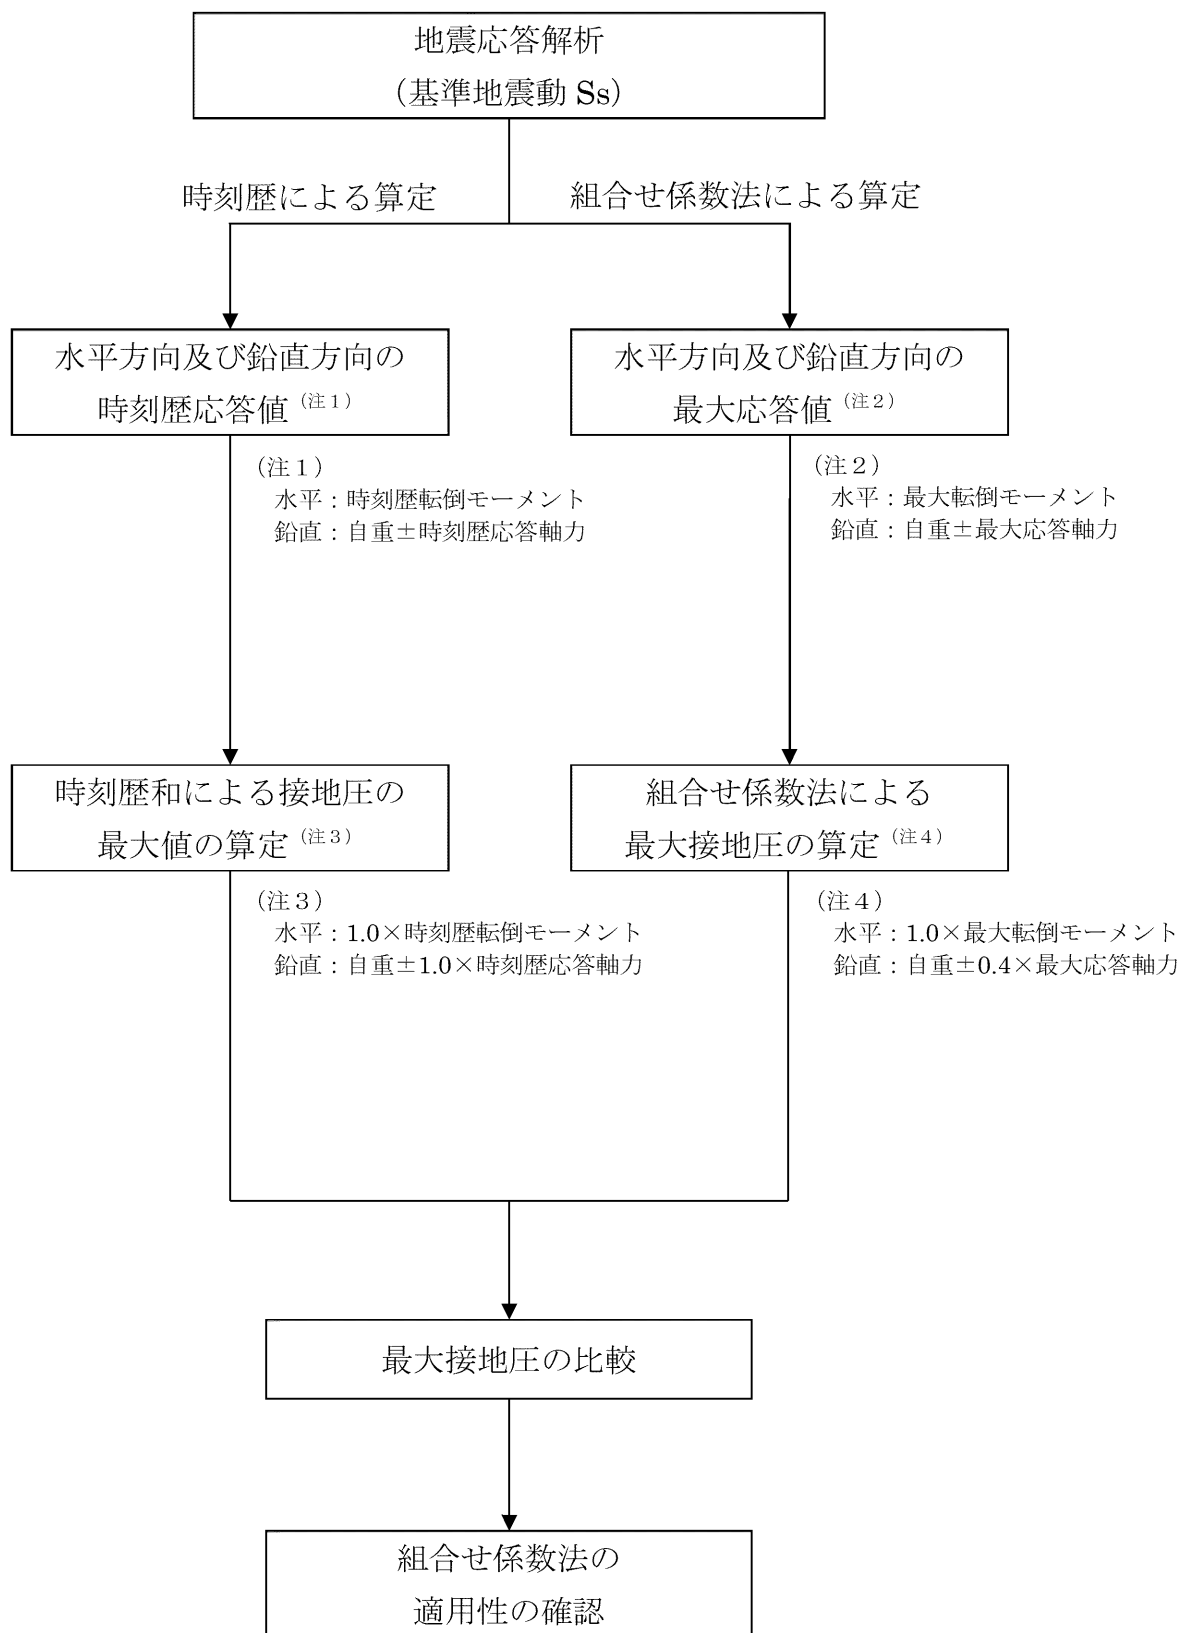 地震応答解析
（基準地震動 Ss）
時刻歴による算定
組合せ係数法による算定
水平方向及び鉛直方向の
時刻歴応答値（注１）
水平方向及び鉛直方向の
最大応答値（注２）
（注１）
水平：時刻歴転倒モーメント
鉛直：自重±時刻歴応答軸力
（注２）
水平：最大転倒モーメント
鉛直：自重±最大応答軸力
時刻歴和による接地圧の
最大値の算定（注３）
組合せ係数法による
最大接地圧の算定（注４）
（注３）
水平：1.0×時刻歴転倒モーメント
鉛直：自重±1.0×時刻歴応答軸力
（注４）
水平：1.0×最大転倒モーメント
鉛直：自重±0.4×最大応答軸力
最大接地圧の比較
組合せ係数法の
適用性の確認